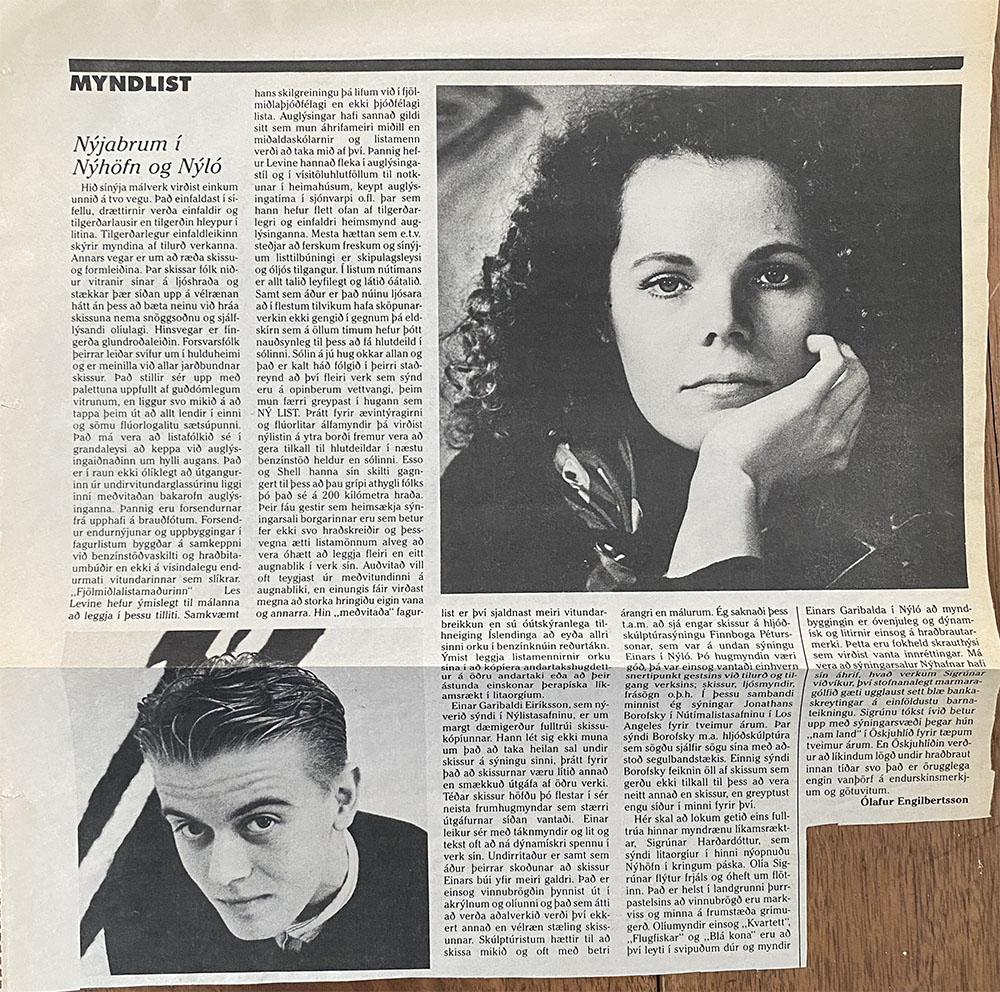 MYNDLIST
Nýjabrum í
Nýhöfn og Nýló
Hið sínýja málverk virðist einkum
unnið á tvo vegu. Það einfaldast í sí-
fellu, drættirnir verða einfaldir og
tilgerðarlausir en tilgerðin hleypur í
litina. Tilgerðarlegur einfaldleikinn
skýrir myndina af tilurð verkanna.
Annars vegar er um að ræða skissu-
og formleiðina. Þar skissar fólk nið-
ur vitranir sínar á ljóshraða og
stækkar þær síðan upp á vélrænan
hátt án þess að bæta neinu við hráa
skissuna nema snöggsoðnu og sjálf-
lýsandi olíulagi. Hinsvegar er fín-
gerða glundroðaleiðin. Forsvarsfólk
þeirrar leiðar svífur um í hulduheimi
og er meinilla við allar jarðbundnar
skissur. Það stillir sér upp með
palettuna uppfullt af guðdómlegum
vitrunum, en liggur svo mikið á að
tappa þeim út að allt lendir í einni
og sömu flúorlogalitu sætsúpunni.
Það má vera að listafólkið sé í
grandaleysi að keppa við auglýs-
ingaiðnaðinn um hylli augans. Það
er í raun ekki ólíklegt að útgangur-
inn úr undirvitundarglassúrinu liggi
inní meðvitaðan bakarofn auglýs-
inganna. Þannig eru forsendurnar
frá upphafi á brauðfótum. Forsend-
ur endurnýjunar og uppbyggingar í
fagurlistum byggðar á samkeppni
við benzínstöðvaskilti og hraðbita-
umbúðir en ekki á vísindalegu end-
urmati vitundarinnar sem slíkrar.
„Fjölmiðlalistamaðurinn" Les
Levine hefur ýmislegt til málanna
að leggja í þessu tilliti. Samkvæmt
hans skilgreiningu þá lifum við í fjöl-
miðlaþjóðfélagi en ekki þjóðfélagi
lista. Auglýsingar hafi sannað gildi
sitt sem mun áhrifameiri miðill en
miðaldaskólarnir og listamenn
verði að taka mið af því. Þannig hef-
ur Levine hannað fleka í auglýsinga-
stíl og í vísitöluhlutföllum til notk-
unar í heimahúsum, keypt auglýs-
ingatíma í sjónvarpi o.fl. þar sem
hann hefur flett ofan af tilgerðar-
legri og einfaldri heimsmynd aug-
lýsinganna. Mesta hættan sem e.t.v.
steðjar að ferskum freskum og sínýj-
um listtilbúningi er skipulagsleysi
og óljós tilgangur. Í listum nútímans
er allt talið leyfilegt og látið óátalið.
Samt sem áður er það núinu ljósara
að í flestum tilvikum hafa sköpunar-
verkin ekki gengið í gegnum þá eld-
skírn sem á öllum tímum hefur þótt
nauðsynleg til þess að fá hlutdeild í
sólinni. Sólin á jú hug okkar allan og
það er kalt háð fólgið í þeirri stað-
reynd að því fleiri verk sem sýnd
eru á opinberum vettvangi, þeim
mun færri greypast í hugann sem
NÝ LIST. Þrátt fyrir ævintýragirni
og flúorlitar álfamyndir þá virðist
nýlistin á ytra borði fremur vera að
gera tilkall til hlutdeildar í næstu
benzínstöð heldur en sólinni. Esso
og Shell hanna sín skilti gagn-
gert til þess að þau grípi athygli fólks
þó það sé á 200 kílómetra hraða.
Þeir fáu gestir sem heimsækja sýn-
ingarsali borgarinnar eru sem betur
fer ekki svo hraðskreiðir og þess-
vegna ætti listamönnum alveg að
vera óhætt að leggja fleiri en eitt
augnablik í verk sín. Auðvitað vill
oft teygjast úr meðvitundinni á
augnabliki, en einungis fáir virðast
megna að storka hringiðu eigin vana
og annarra. Hin „meðvitaða" fagur-
list er því sjaldnast meiri vitundar-
breikkun en sú óútskýranlega til-
hneiging Íslendinga að eyða allri
sinni orku í benzínknúin reðurtákn.
Ýmist leggja listamennirnir orku
sína í að kópíera andartakshugdett-
ur á öðru andartaki eða að þeir
ástunda einskonar þerapíska lík-
amsrækt í litaorgíum.
Einar Garibaldi Eiríksson, sem ný-
verið sýndi í Nýlistasafninu, er um
margt dæmigerður fulltrúi skissu-
kópíunnar. Hann lét sig ekki muna
um það að taka heilan sal undir
skissur á sýningu sinni, þrátt fyrir
það að skissurnar væru lítið annað
en smækkuð útgáfa af öðru verki.
Téðar skissur höfðu þó flestar í sér
neista frumhugmyndar sem stærri
útgáfurnar síðan vantaði. Einar
leikur sér með táknmyndir og lit og
tekst oft að ná dýnamískri spennu í
verk sín. Undirritaður er samt sem
áður þeirrar skoðunar að skissur
Einars búi yfir meiri galdri. Það er
einsog vinnubrögðin þynnist út í
akrýlnum og olíunni og það sem átti
að verða aðalverkið verði því ekk-
ert annað en vélræn stæling skiss-
unnar. Skúlptúristum hættir til að
skissa mikið og oft með betri
árangri en málurum. Ég saknaði þess
t.a.m. að sjá engar skissur á hljóð-
skúlptúrasýningu Finnboga Péturs-
sonar, sem var á undan sýningu
Einars í Nýló. Þó hugmyndin væri
góð, þá var einsog vantaði einhvern
snertipunkt gestsins við tilurð og til-
gang verksins; skissur, ljósmyndir,
frásögn o.þ.h. Í þessu sambandi
minnist ég sýningar Jonathans
Borofsky í Nútímalistasafninu í Los
Angeles fyrir tveimur árum. Þar
sýndi Borofsky m.a. hljóðskúlptúra
sem sögðu sjálfir sögu sína með að-
stoð segulbandstækis. Einnig sýndi
Borofsky feiknin öll af skissum sem
gerðu ekki tilkall til þess að vera
neitt annað en skissur, en greyptust
engu síður í minni fyrir því.
Hér skal að lokum getið eins full-
trúa hinnar myndrænu líkamsrækt-
ar, Sigrúnar Harðardóttur, sem
sýndi litaorgíur í hinni nýopnuðu
Nýhöfn í kringum páska. Olía Sig-
rúnar flýtur frjáls og óheft um flöt-
inn. Það er helst í landgrunni þurr-
pastelsins að vinnubrögð eru mark-
viss og minna á frumstæða grímu-
gerð. Olíumyndir einsog „Kvartett",
„Flugfiskar" og „Blá kona" eru að
því leyti í svipuðum dúr og myndir
Einars Garibalda í Nýló að mynd-
byggingin er óvenjuleg og dýnam-
ísk og litirnir einsog á hraðbrautar-
merki. Þetta eru fokheld skrauthýsi
sem virðist vanta innréttingar. Má
vera að sýningarsalur Nýhafnar hafi
sín áhrif, hvað verkum Sigrúnar
viðvíkur, því stofnanalegt marmara-
gólfið gæti ugglaust sett blæ banka-
skreytingar á einföldustu barna-
teikningu. Sigrúnu tókst ívið betur
upp með sýningarsvæði þegar hún
„nam land" í Öskjuhlíð fyrir tæpum
tveimur árum. En Öskjuhlíðin verð-
ur að líkindum lögð undir hraðbraut
innan tíðar svo það er örugglega
engin vanþörf á endurskinsmerkj-
um og götuvitum.
Ólafur Engilbertsson